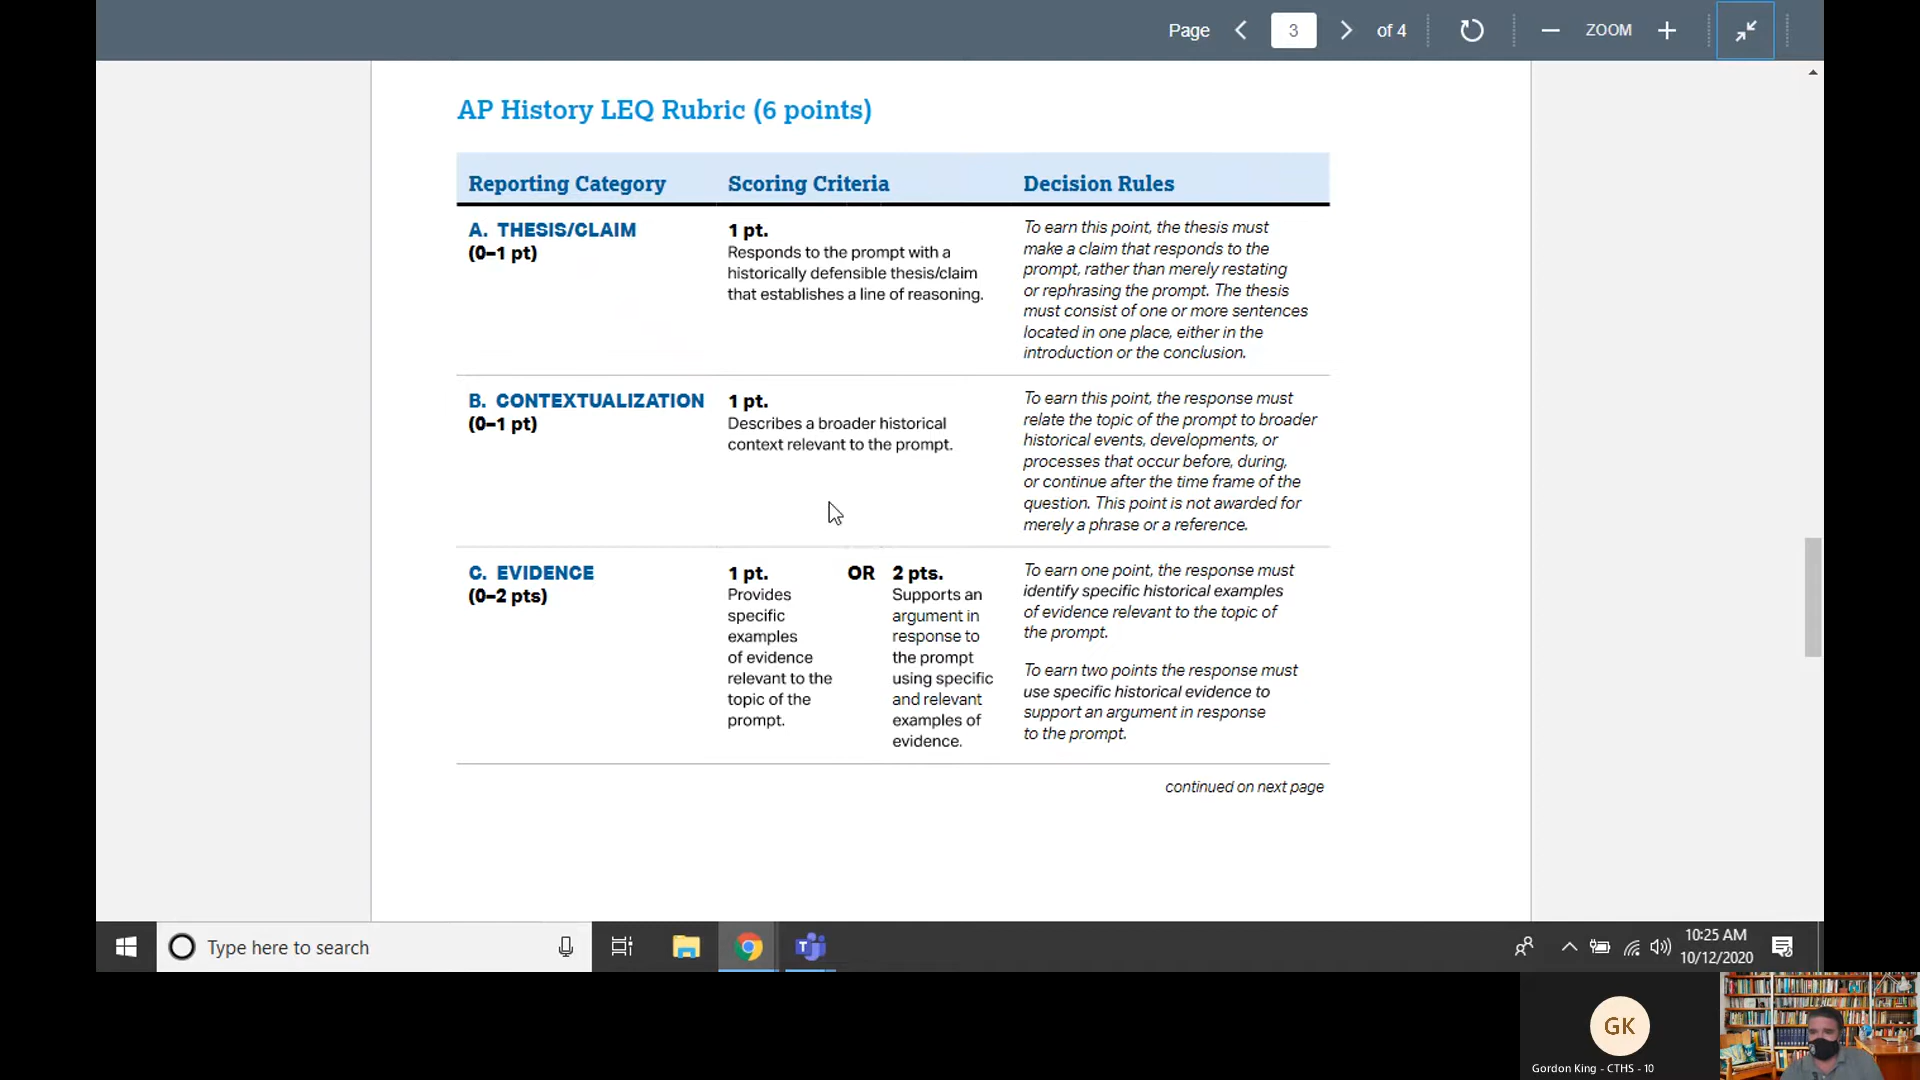 Page 3 of 4 ZOOM
AP History LEQ Rubric (6 points)
Reporting Category Scoring Criteria Decision Rules
A. THESIS/CLAIM
(0–1 pt)
1 pt.
Responds to the prompt with a
historically defensible thesis/claim
that establishes a line of reasoning.
To earn this point, the thesis must
make a claim that responds to the
prompt, rather than merely restating
or rephrasing the prompt. The thesis
must consist of one or more sentences
located in one place, either in the
introduction or the conclusion.
B. CONTEXTUALIZATION
(0–1 pt)
1 pt.
Describes a broader historical
context relevant to the prompt.
To earn this point, the response must
relate the topic of the prompt to broader
historical events, developments, or
processes that occur before, during,
or continue after the time frame of the
question. This point is not awarded for
merely a phrase or a reference.
C. EVIDENCE
(0–2 pts)
1 pt.
Provides
specific
examples
of evidence
relevant to the
topic of the
prompt.
OR
2 pts.
Supports an
argument in
response to
the prompt
using specific
and relevant
examples of
evidence.
To earn one point, the response must
identify specific historical examples
of evidence relevant to the topic of
the prompt.
To earn two points the response must
use specific historical evidence to
support an argument in response
to the prompt.
continued on next page
Type here to search
10:25 AM
10/12/2020
GK
Gordon King - CTHS - 10